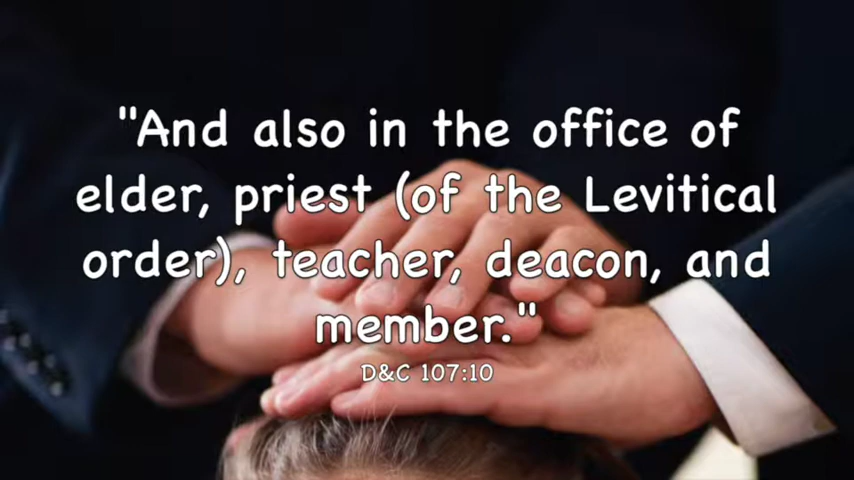 "And also in the office of
elder, priest (of the Levitical
order), teacher, deacon, and
member."
D&C 107:10